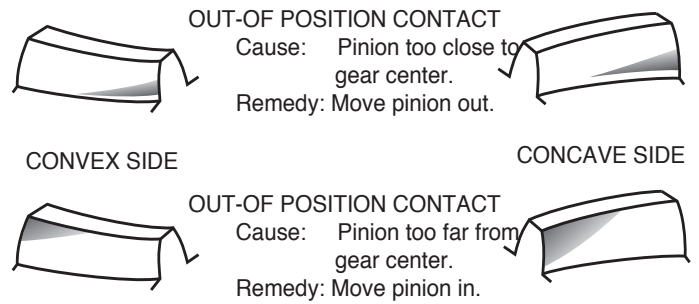 OUT-OF POSITION CONTACT
Cause: Pinion too close to
gear center.
Remedy: Move pinion out.
CONVEX SIDE
CONCAVE SIDE
OUT-OF POSITION CONTACT
Cause: Pinion too far from
gear center.
Remedy: Move pinion in.